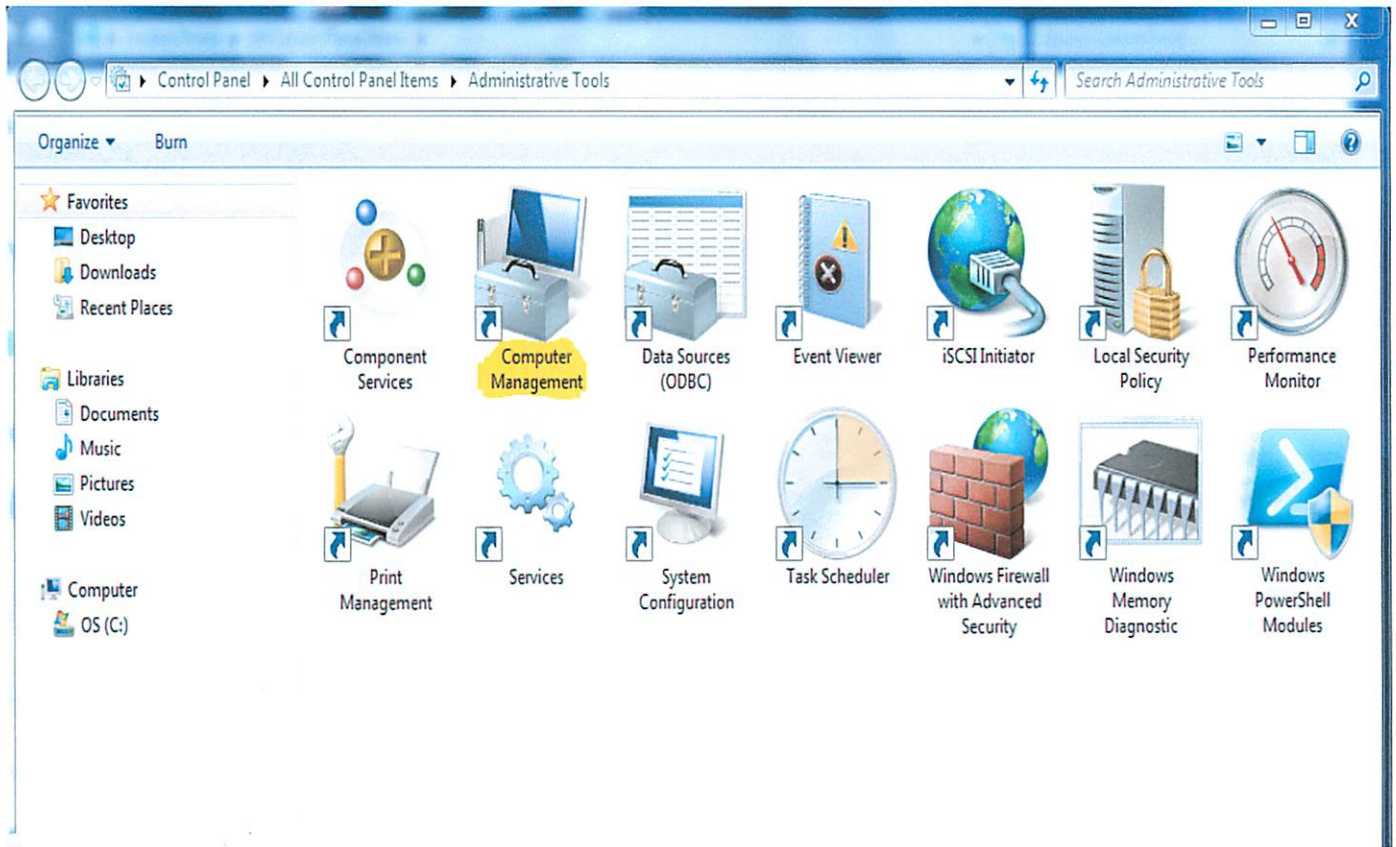 Control Panel All Control Panel Items Administrative Tools
Search Administrative Tools
Organize Burn
Favorites
Desktop
Downloads
Recent Places
Libraries
Documents
Music
Pictures
Videos
Computer
OS (C:)
Component
Services
Computer
Management
Data Sources
(ODBC)
Event Viewer
iSCSI Initiator
Local Security
Policy
Performance
Monitor
Print
Management
Services
System
Configuration
Task Scheduler
Windows Firewall
with Advanced
Security
Windows
Memory
Diagnostic
Windows
PowerShell
Modules